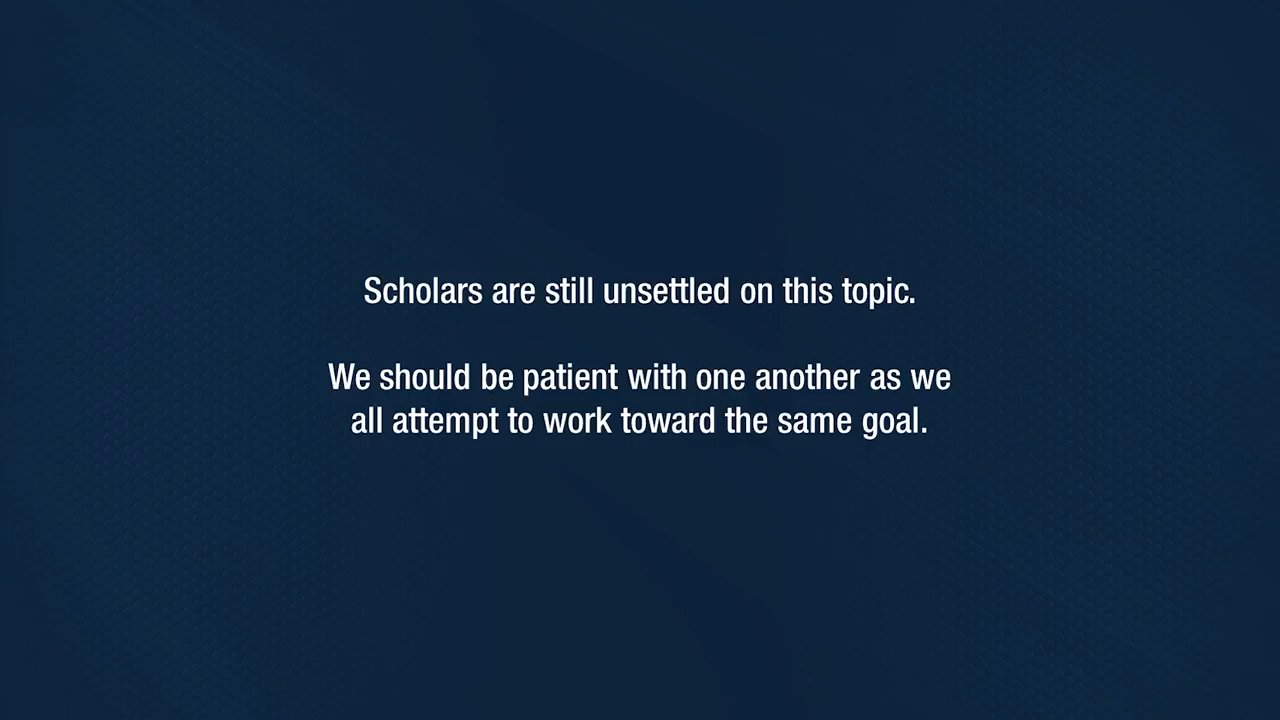 Scholars are still unsettled on this topic.
We should be patient with one another as we
all attempt to work toward the same goal.